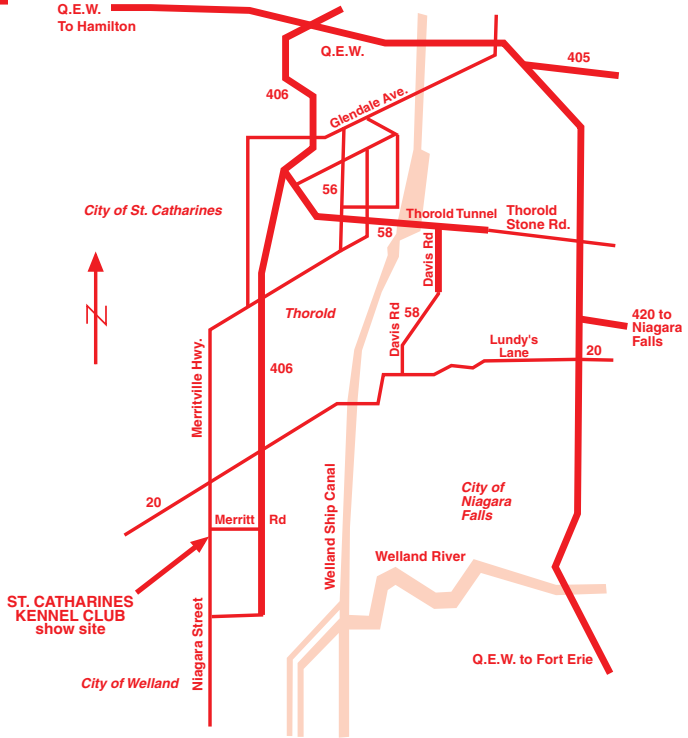 Q.E.W.
To Hamilton
Q.E.W.
405
406
Glendale Ave.
56
City of St. Catharines
Thorold Tunnel
Thorold
Stone Rd.
58
Davis Rd
Thorold
58
Davis Rd
420 to
Niagara
Falls
Lundy's
Lane
20
Merritville Hwy.
406
20
City of
Niagara
Falls
Welland Ship Canal
Merritt Rd
Welland River
ST. CATHARINES
KENNEL CLUB
show site
Niagara Street
City of Welland
Q.E.W. to Fort Erie
N